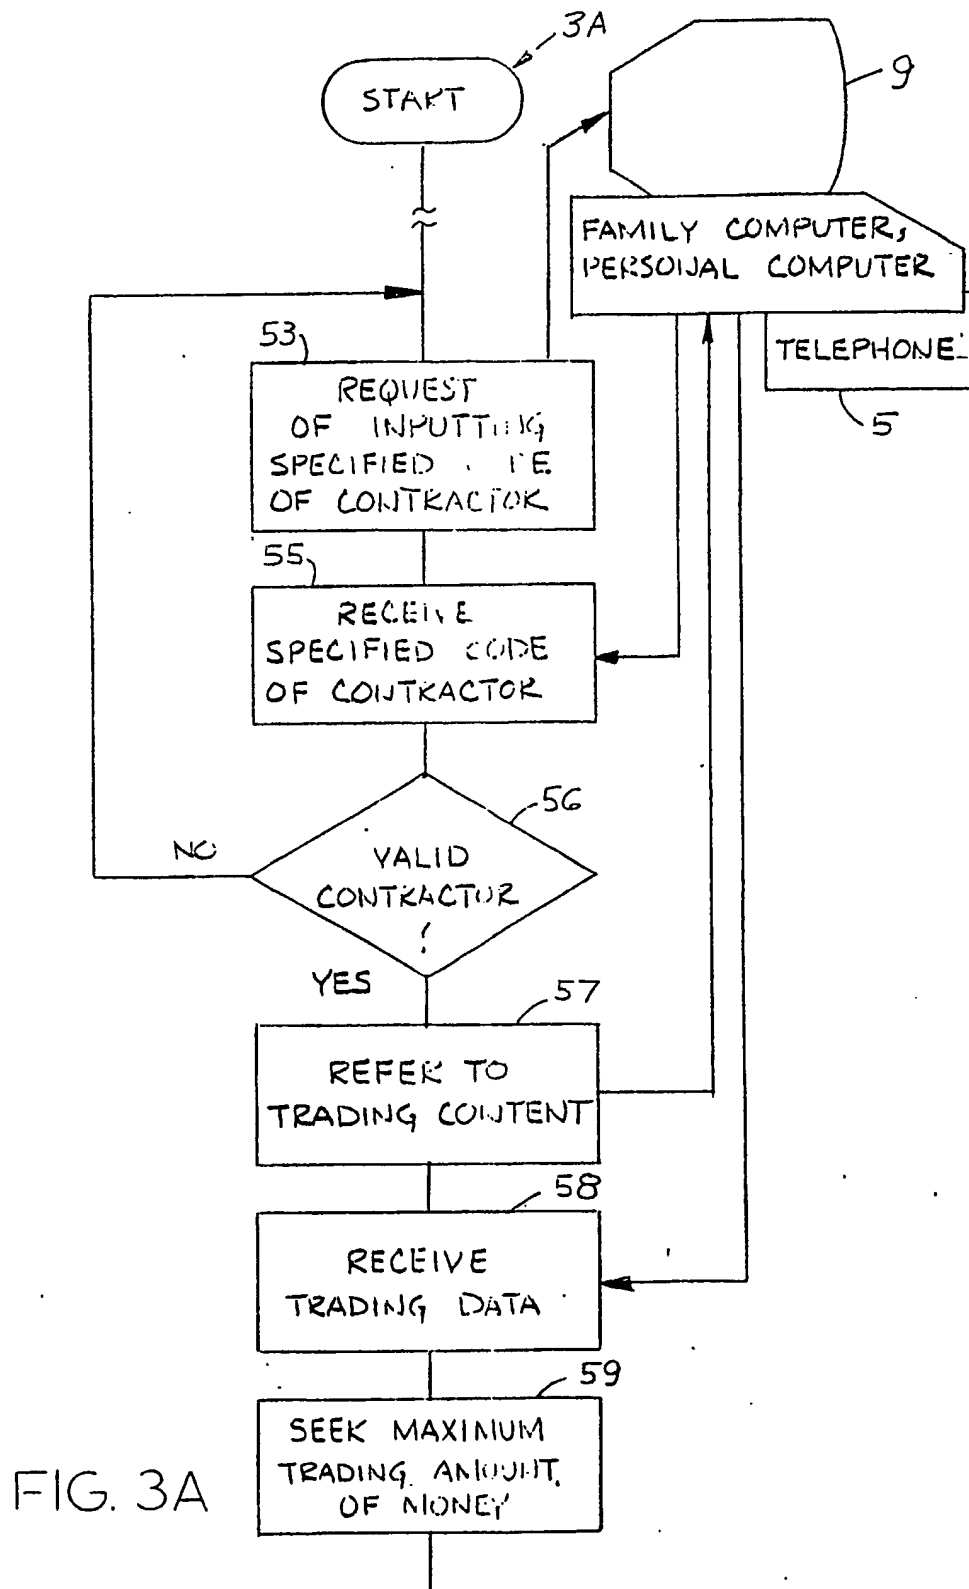 3A
START
9
FAMILY COMPUTER,
PERSONAL COMPUTER
TELEPHONE
5
53
REQUEST
OF INPUTTING
SPECIFIED
OF CONTRACTOR
55
RECEIVE
SPECIFIED CODE
OF CONTRACTOR
56
NO
VALID
CONTRACTOR
?
YES
57
REFER TO
TRADING CONTENT
58
RECEIVE
TRADING DATA
59
SEEK MAXIMUM
TRADING AMOUNT
OF MONEY
FIG. 3A